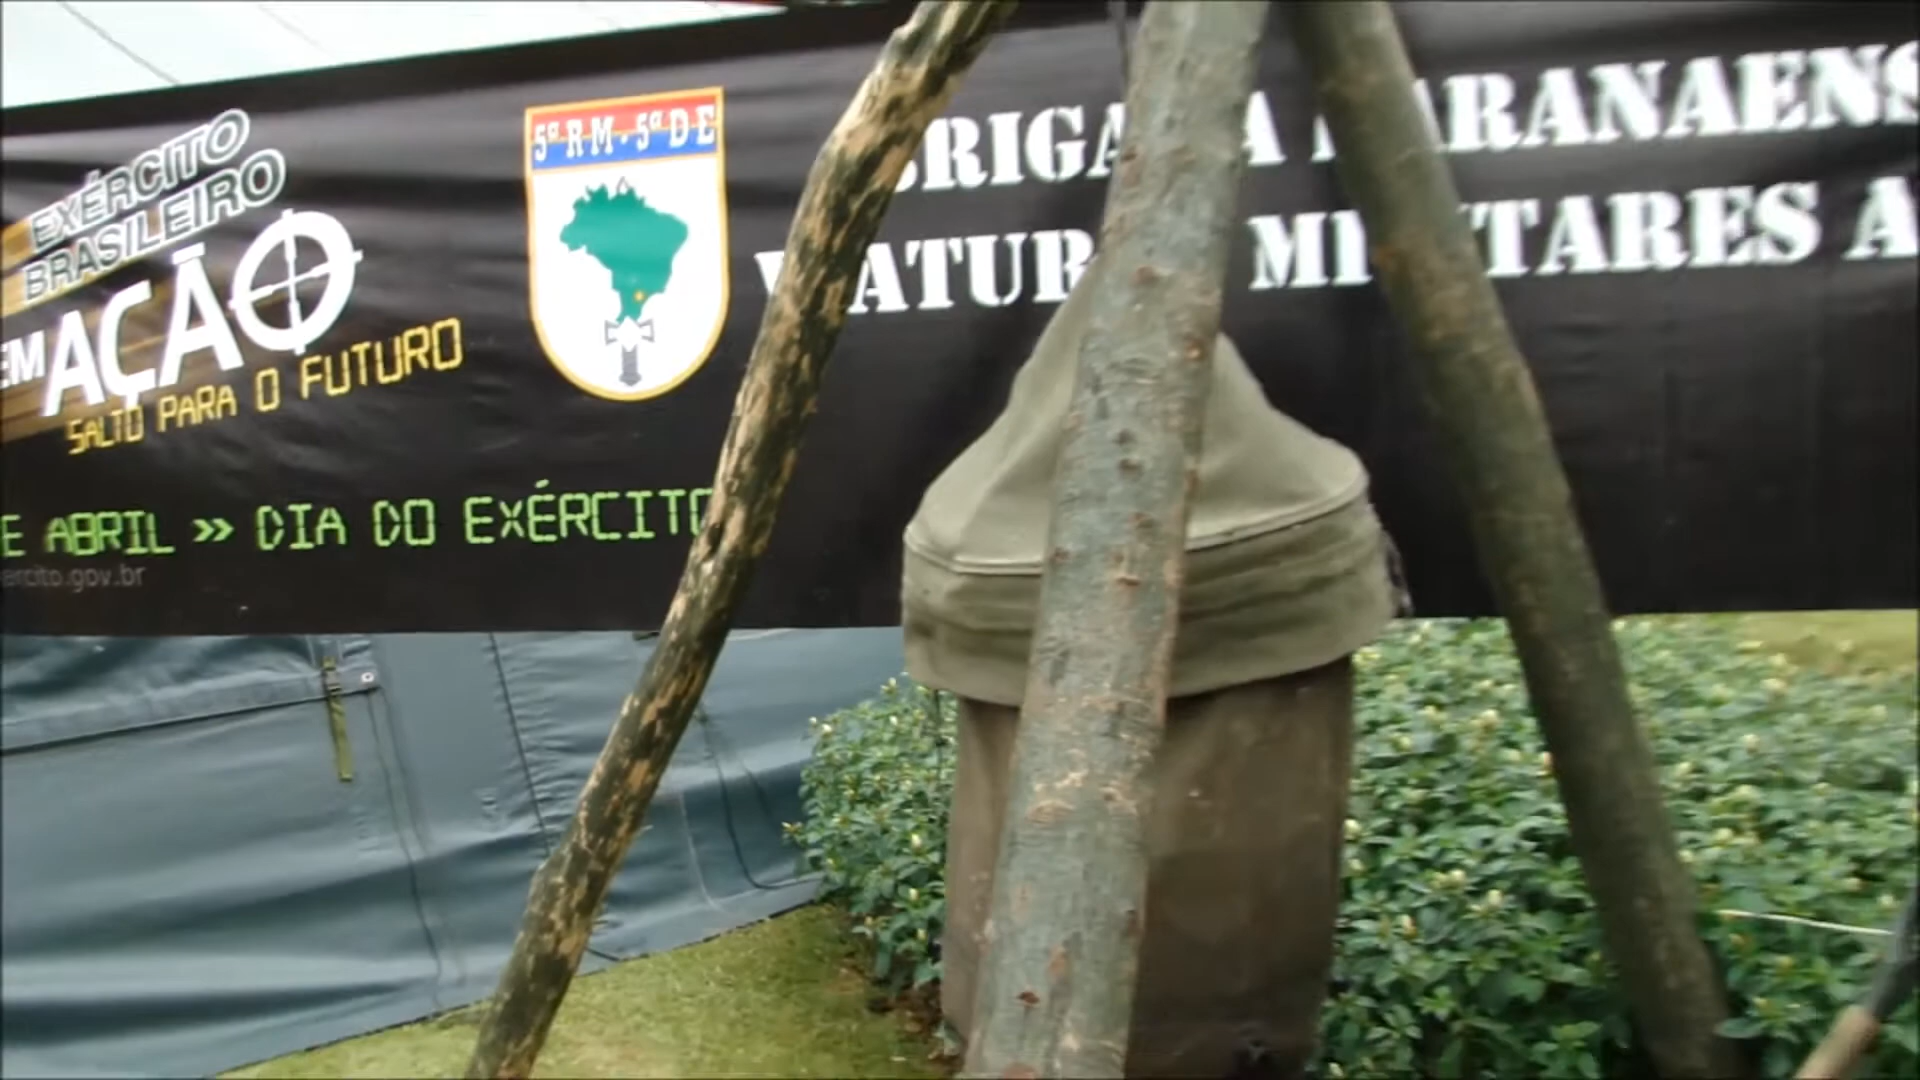 EXÉRCITO
BRASILEIRO
EM AÇÃO
SALTO PARA O FUTURO
ABRIL >> DIA DO EXÉRCITO
ercito.gov.br
5ª RM - 5ª DE
BRIGA A ARANAENS
VIATUR MI TARES A